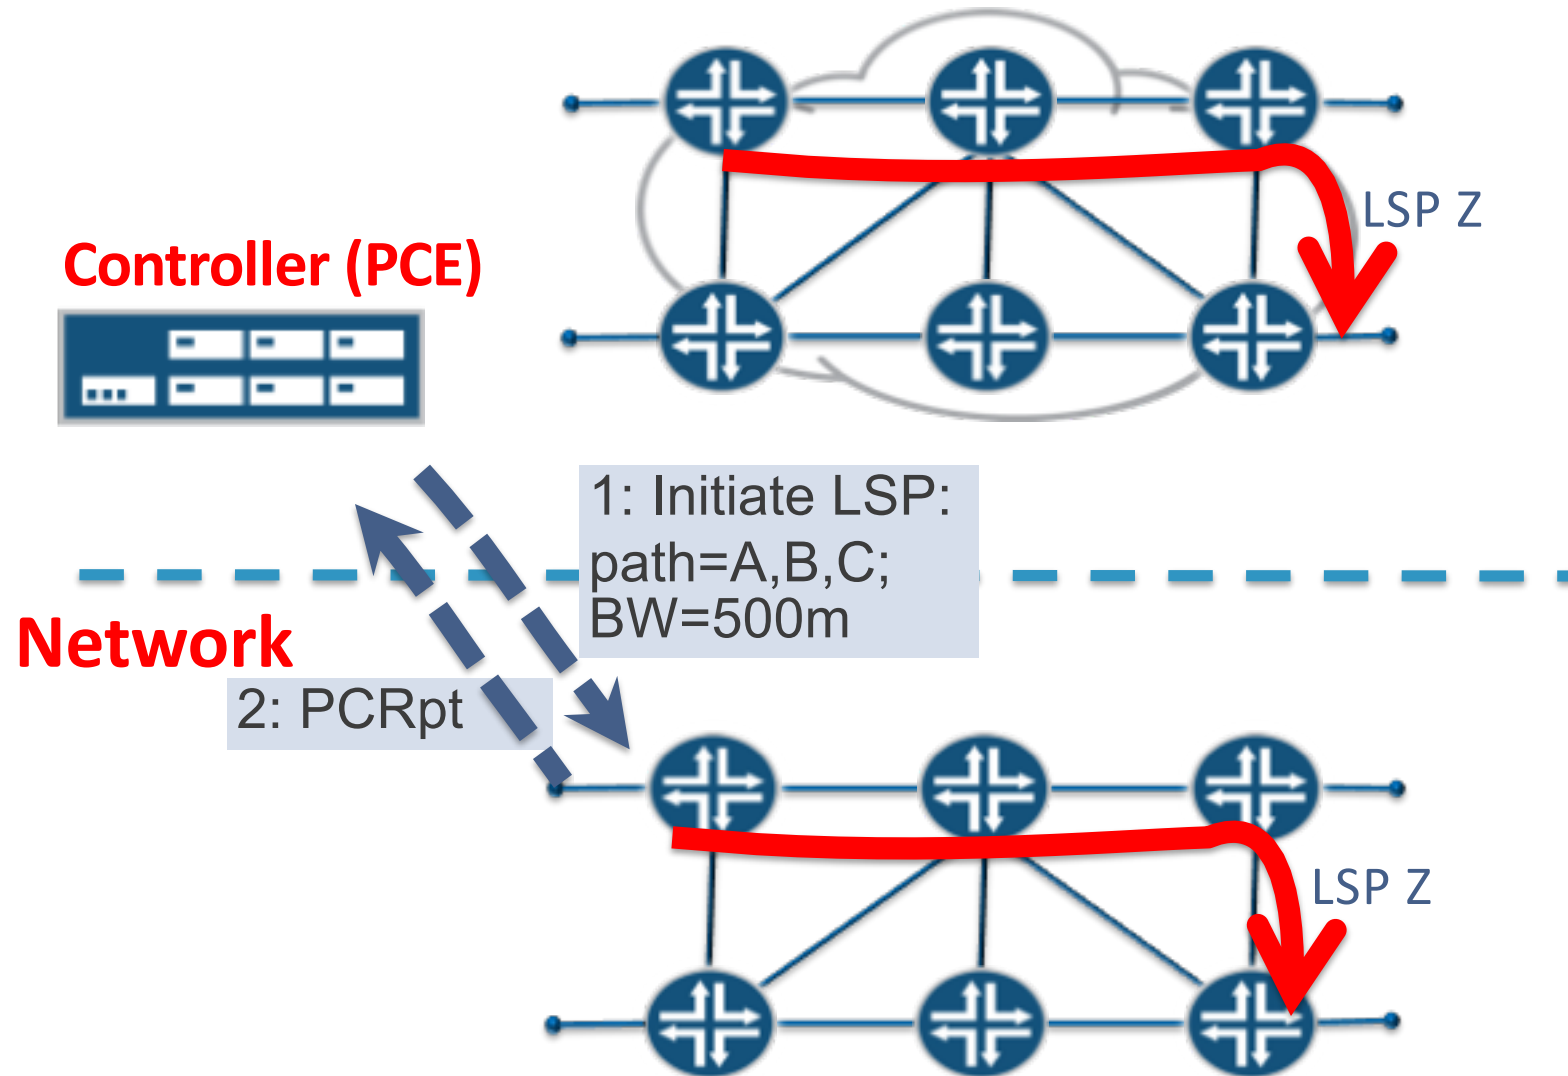 LSP Z
Controller (PCE)
1: Initiate LSP:
path=A,B,C;
BW=500m
Network
2: PCRpt
LSP Z